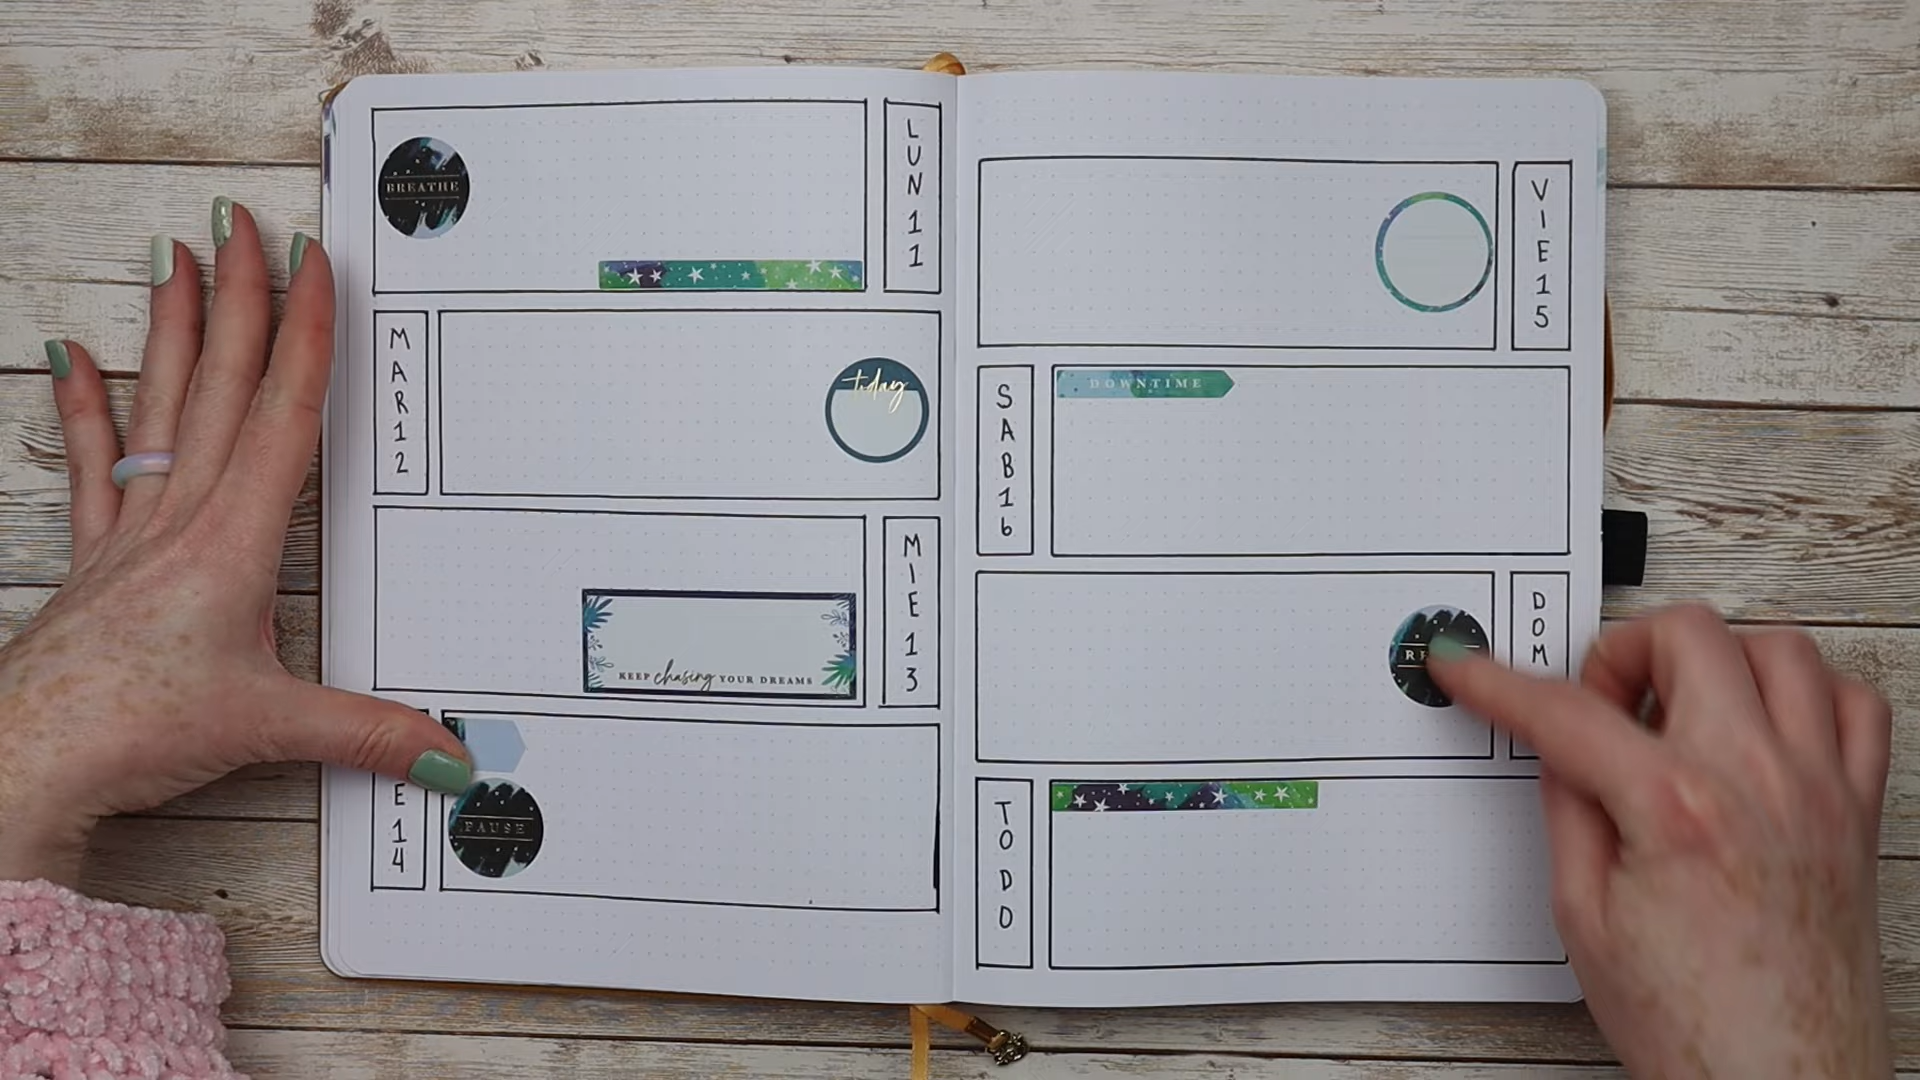 BREATHE
LUN 11
MAR 12
today
MIE 13
KEEP chasing YOUR DREAMS
E 14
PAUSE
VIE 15
SAB 16
DOWNTIME
DOM
TO DO